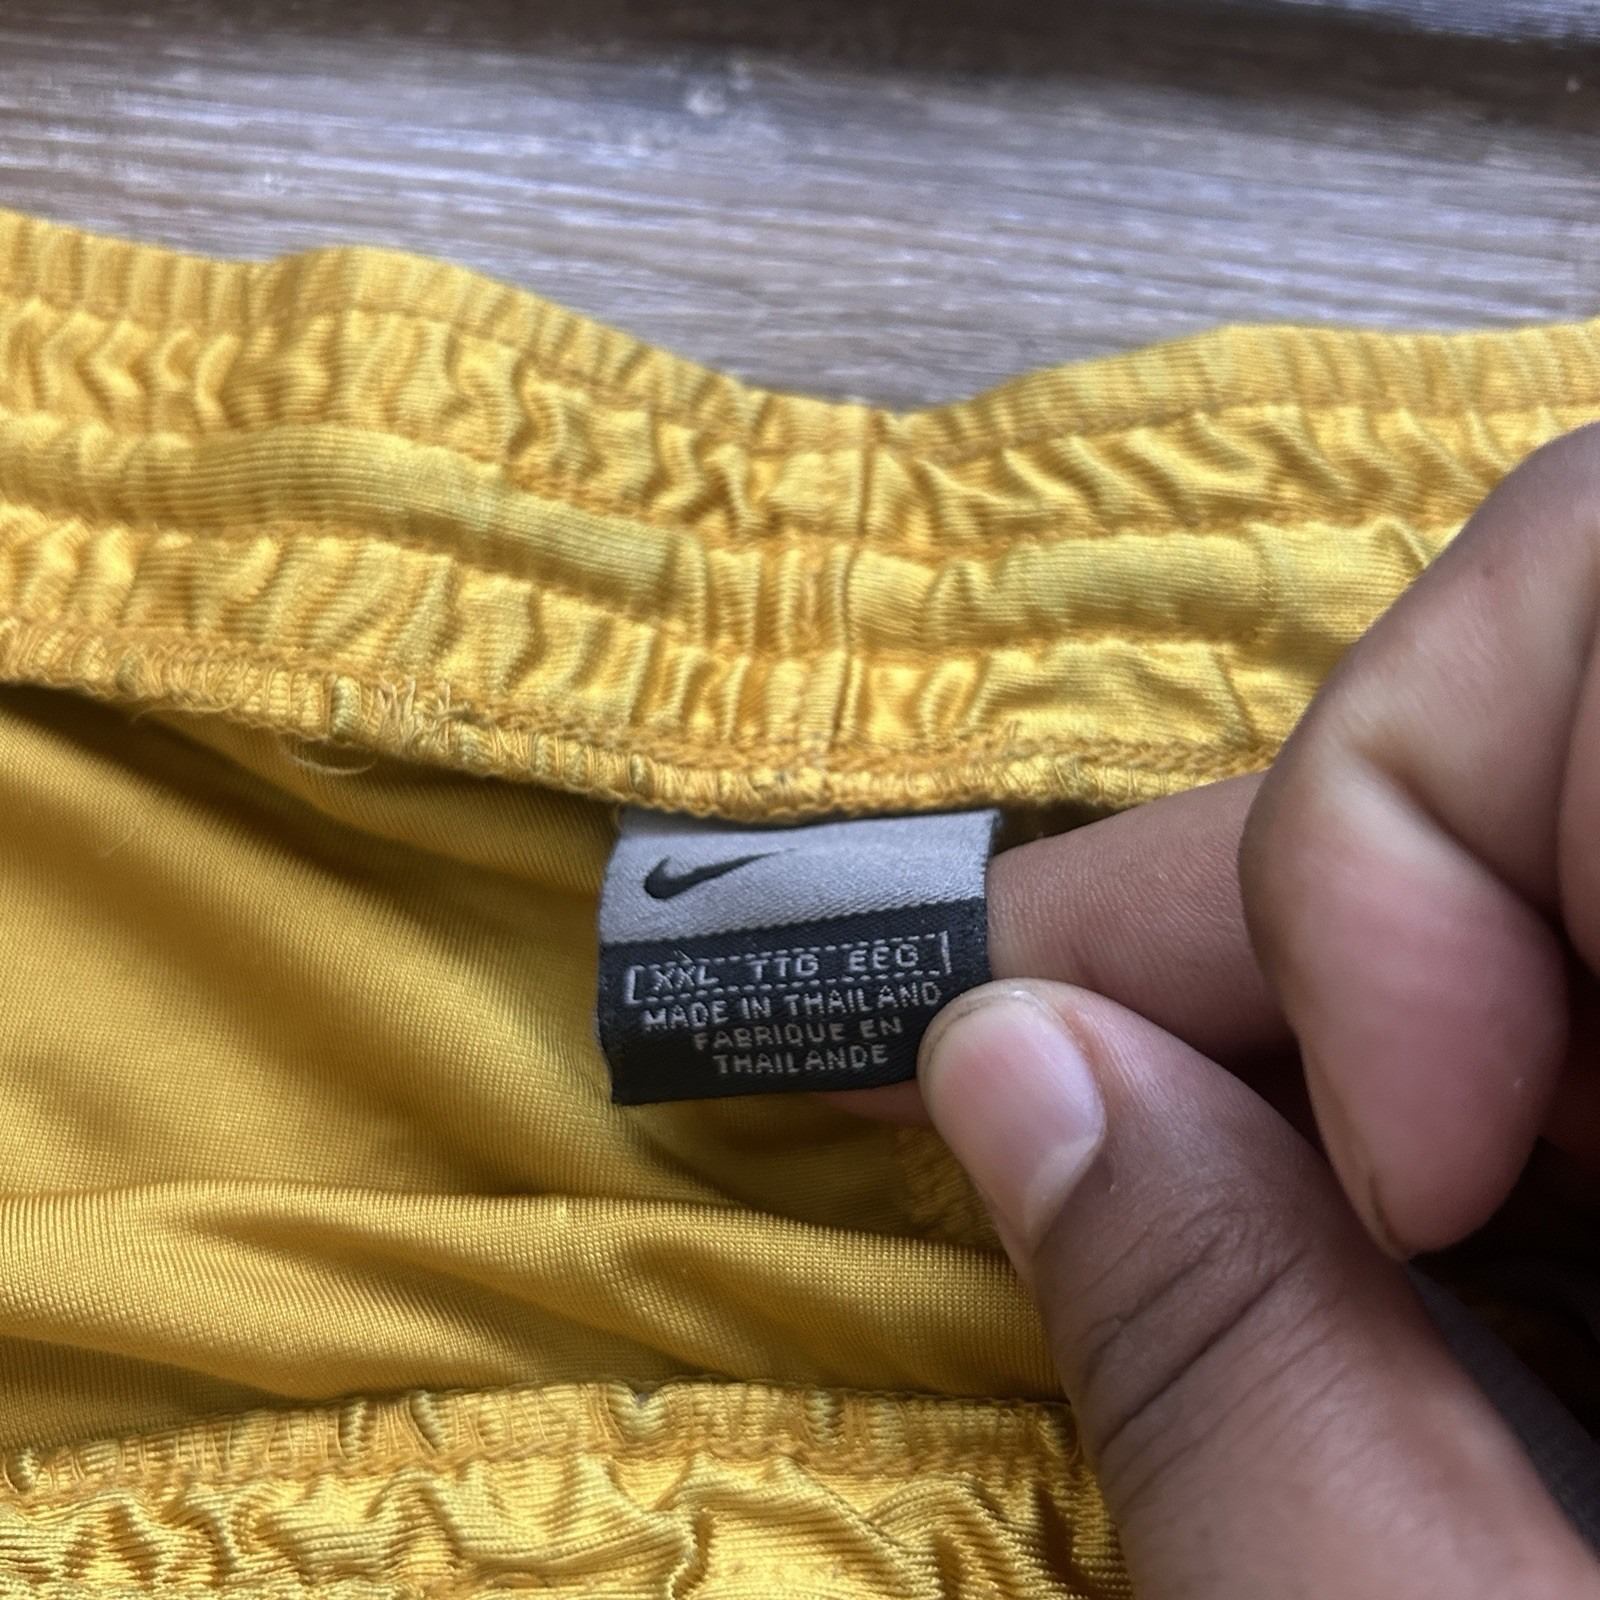 XXL TTG EEG
MADE IN THAILAND
FABRIQUE EN
THAILANDE